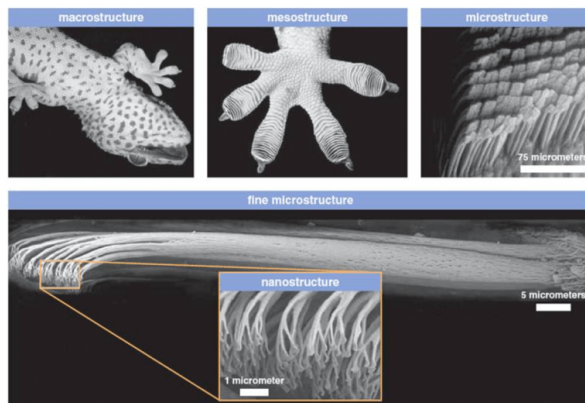 macrostructure
mesostructure
microstructure
75 micrometers
fine microstructure
5 micrometers
nanostructure
1 micrometer